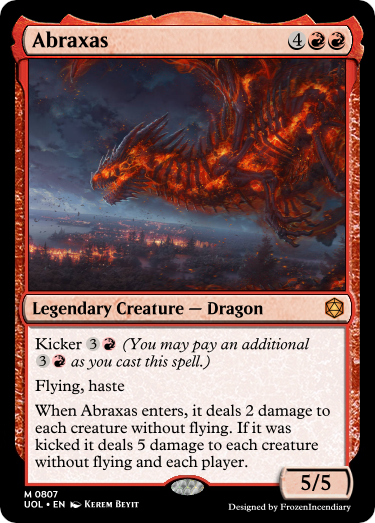 Abraxas 4
Legendary Creature — Dragon
Kicker 3 (You may pay an additional
3 as you cast this spell.)
Flying, haste
When Abraxas enters, it deals 2 damage to
each creature without flying. If it was
kicked it deals 5 damage to each creature
without flying and each player.
5/5
M 0807
UOL • EN Kerem Beyit
Designed by FrozenIncendiary